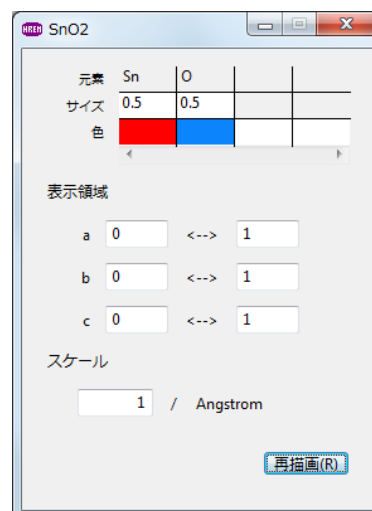 HREM SnO2
元素 Sn O
サイズ 0.5 0.5
色
表示領域
a 0 <--> 1
b 0 <--> 1
c 0 <--> 1
スケール
1 / Angstrom
再描画(R)